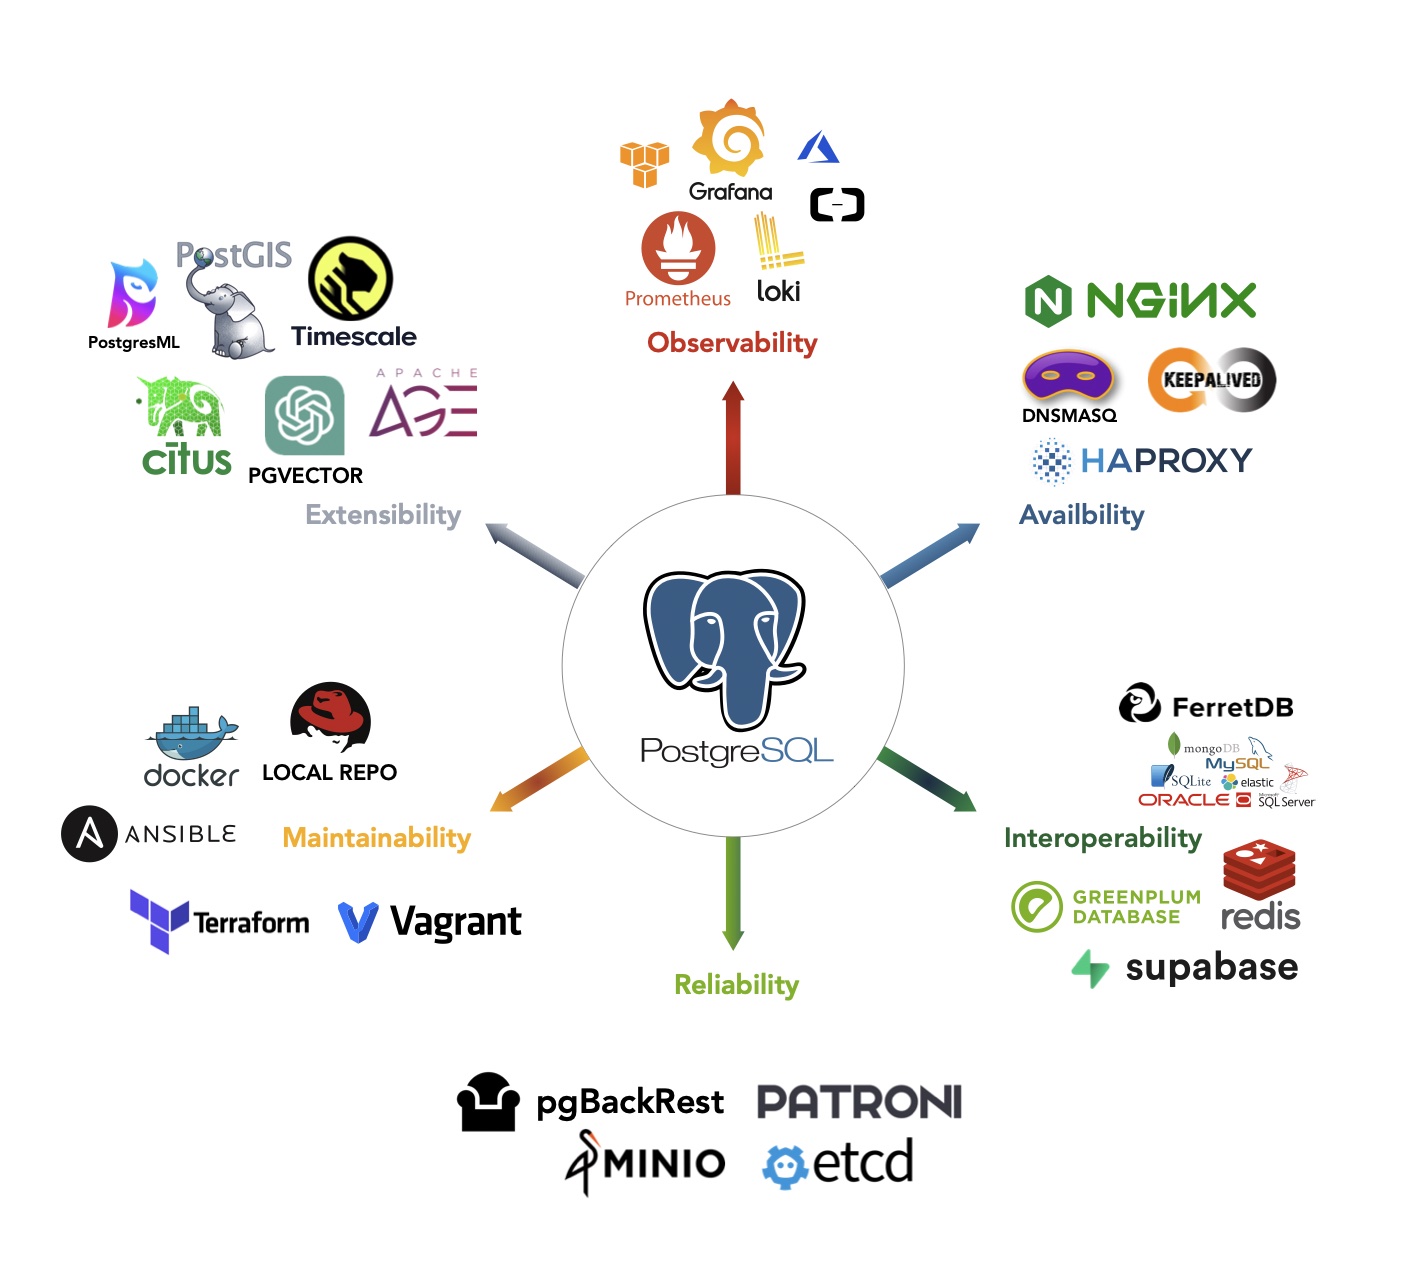 Grafana
Prometheus
loki
Observability
PostGIS
PostgresML
Timescale
citus
PGVECTOR
APACHE
AGE
Extensibility
N NGINX
DNSMASQ
KEEPALIVED
HAPROXY
Availbility
PostgreSQL
docker
LOCAL REPO
A ANSIBLE
Maintainability
Terraform
Vagrant
FerretDB
mongoDB
MySQL
SQLite
elastic
ORACLE
Microsoft
SQL Server
Interoperability
GREENPLUM
DATABASE
redis
supabase
Reliability
pgBackRest
PATRONI
MINIO
etcd